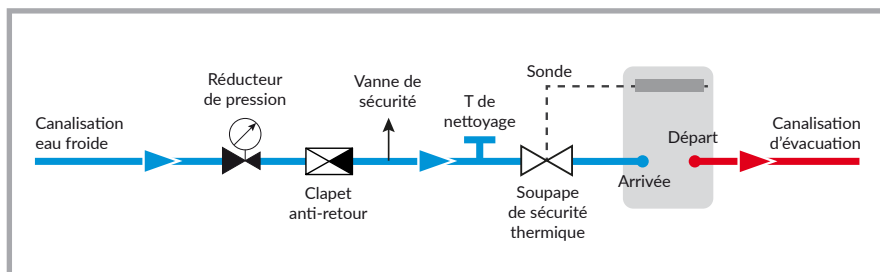 Canalisation
eau froide
Réducteur
de pression
Clapet
anti-retour
Vanne de
sécurité
T de
nettoyage
Sonde
Soupape
de sécurité
thermique
Arrivée
Départ
Canalisation
d’évacuation